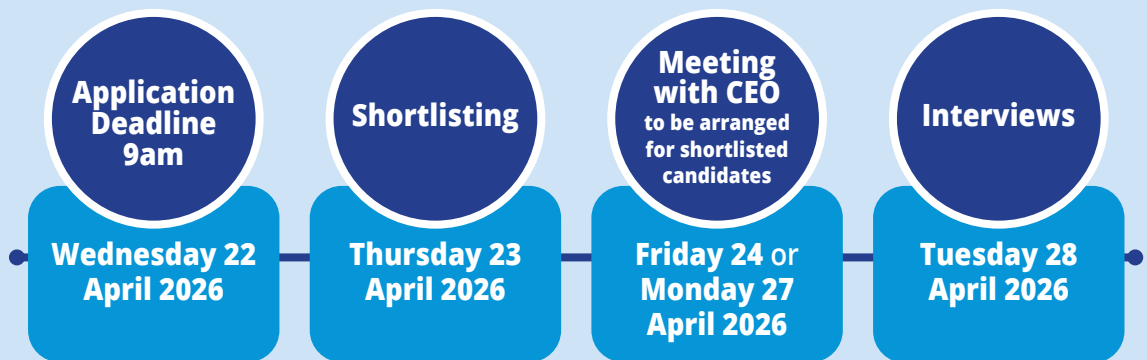 Application
Deadline
9am
Wednesday 22
April 2026
Shortlisting
Thursday 23
April 2026
Meeting
with CEO
to be arranged
for shortlisted
candidates
Friday 24 or
Monday 27
April 2026
Interviews
Tuesday 28
April 2026